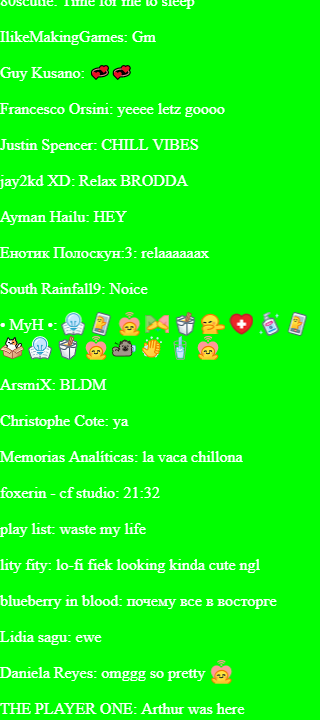 80scutie: Time for me to sleep
IlikeMakingGames: Gm
Guy Kusano:
Francesco Orsini: yeeee letz goooo
Justin Spencer: CHILL VIBES
jay2kd XD: Relax BRODDA
Ayman Hailu: HEY
Енотик Полоскун:3: relaaaaaax
South Rainfall9: Noice
• MyH •:
ArsmiX: BLDM
Christophe Cote: ya
Memorias Analíticas: la vaca chillona
foxerin - cf studio: 21:32
play list: waste my life
lity fity: lo-fi fiek looking kinda cute ngl
blueberry in blood: почему все в восторге
Lidia sagu: ewe
Daniela Reyes: omggg so pretty
THE PLAYER ONE: Arthur was here